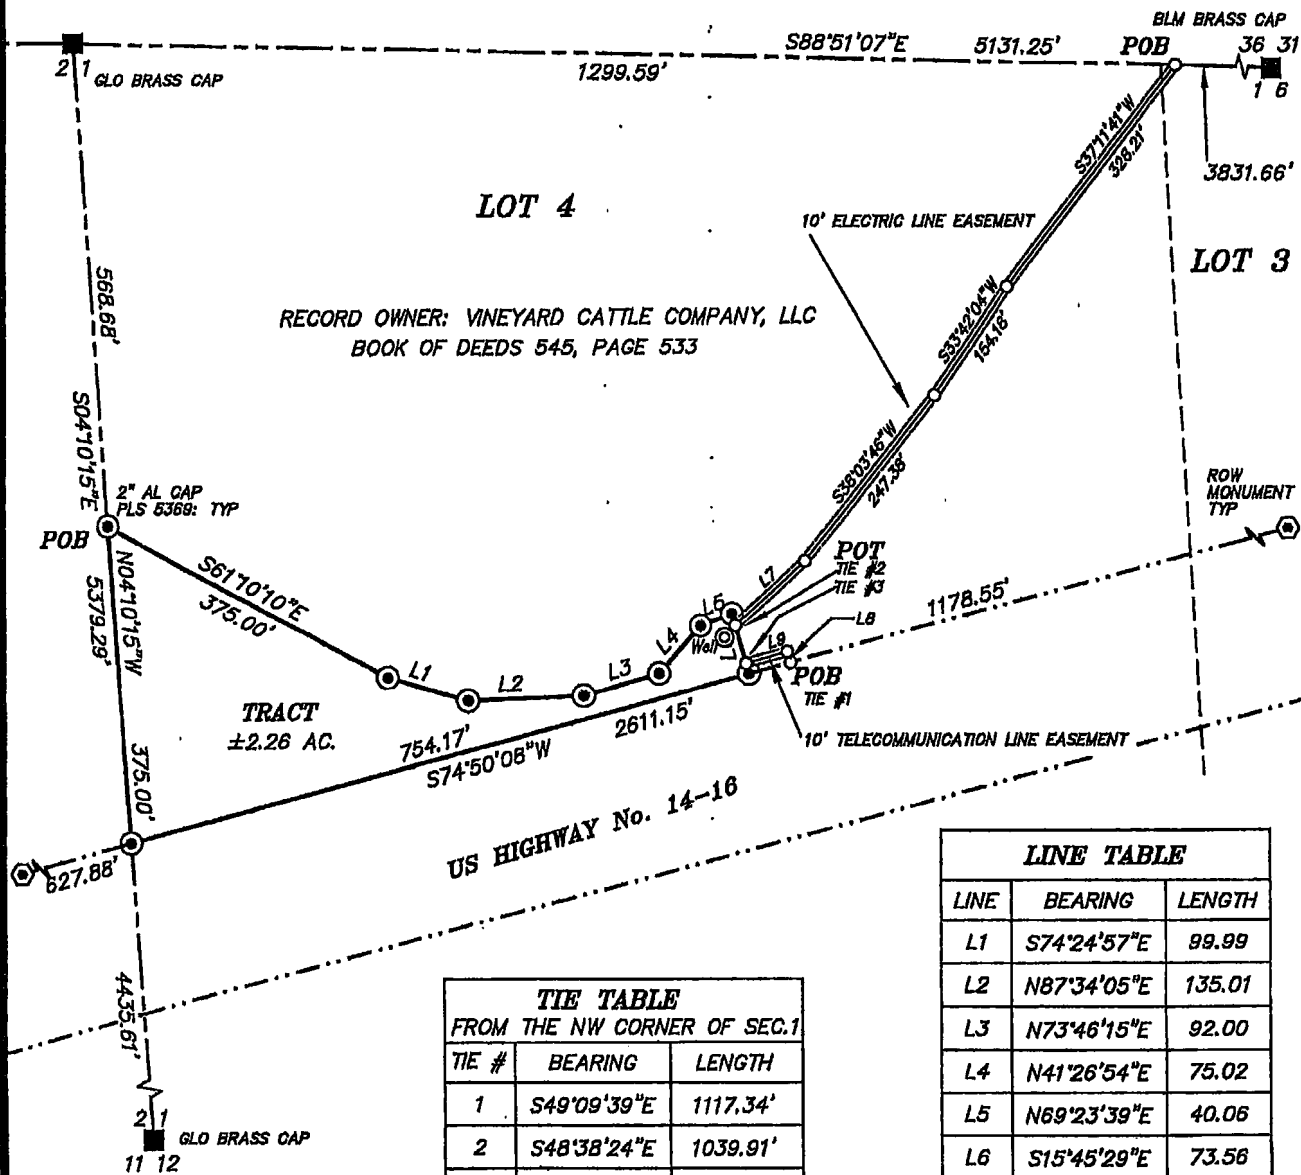 BLM BRASS CAP
S88°51'07"E 5131.25' POB 36 31
2 1 GLO BRASS CAP
1299.59'
1 6
S37°11'41"W
328.21'
3831.66'
LOT 4
10' ELECTRIC LINE EASEMENT
LOT 3
568.68'
S33°42'04"W
154.16'
RECORD OWNER: VINEYARD CATTLE COMPANY, LLC
BOOK OF DEEDS 545, PAGE 533
S04°10'15"E
S38°03'46"W
247.38'
2" AL CAP
PLS 5369: TYP
ROW
MONUMENT
TYP
POB
S61°10'10"E
375.00'
POT
TIE #2
TIE #3
L7
N04°10'15"W
5379.29'
1178.55'
L5
L8
L4
Well
L9
L1
L2
L3
POB
TIE #1
TRACT
±2.26 AC.
2611.15'
754.17'
S74°50'08"W
10' TELECOMMUNICATION LINE EASEMENT
375.00'
US HIGHWAY No. 14-16
627.88'
4435.61'
2 1
GLO BRASS CAP
11 12
TIE TABLE
FROM THE NW CORNER OF SEC.1
TIE # BEARING LENGTH
1 S49°09'39"E 1117.34'
2 S48°38'24"E 1039.91'
LINE TABLE
LINE BEARING LENGTH
L1 S74°24'57"E 99.99
L2 N87°34'05"E 135.01
L3 N73°46'15"E 92.00
L4 N41°26'54"E 75.02
L5 N69°23'39"E 40.06
L6 S15°45'29"E 73.56